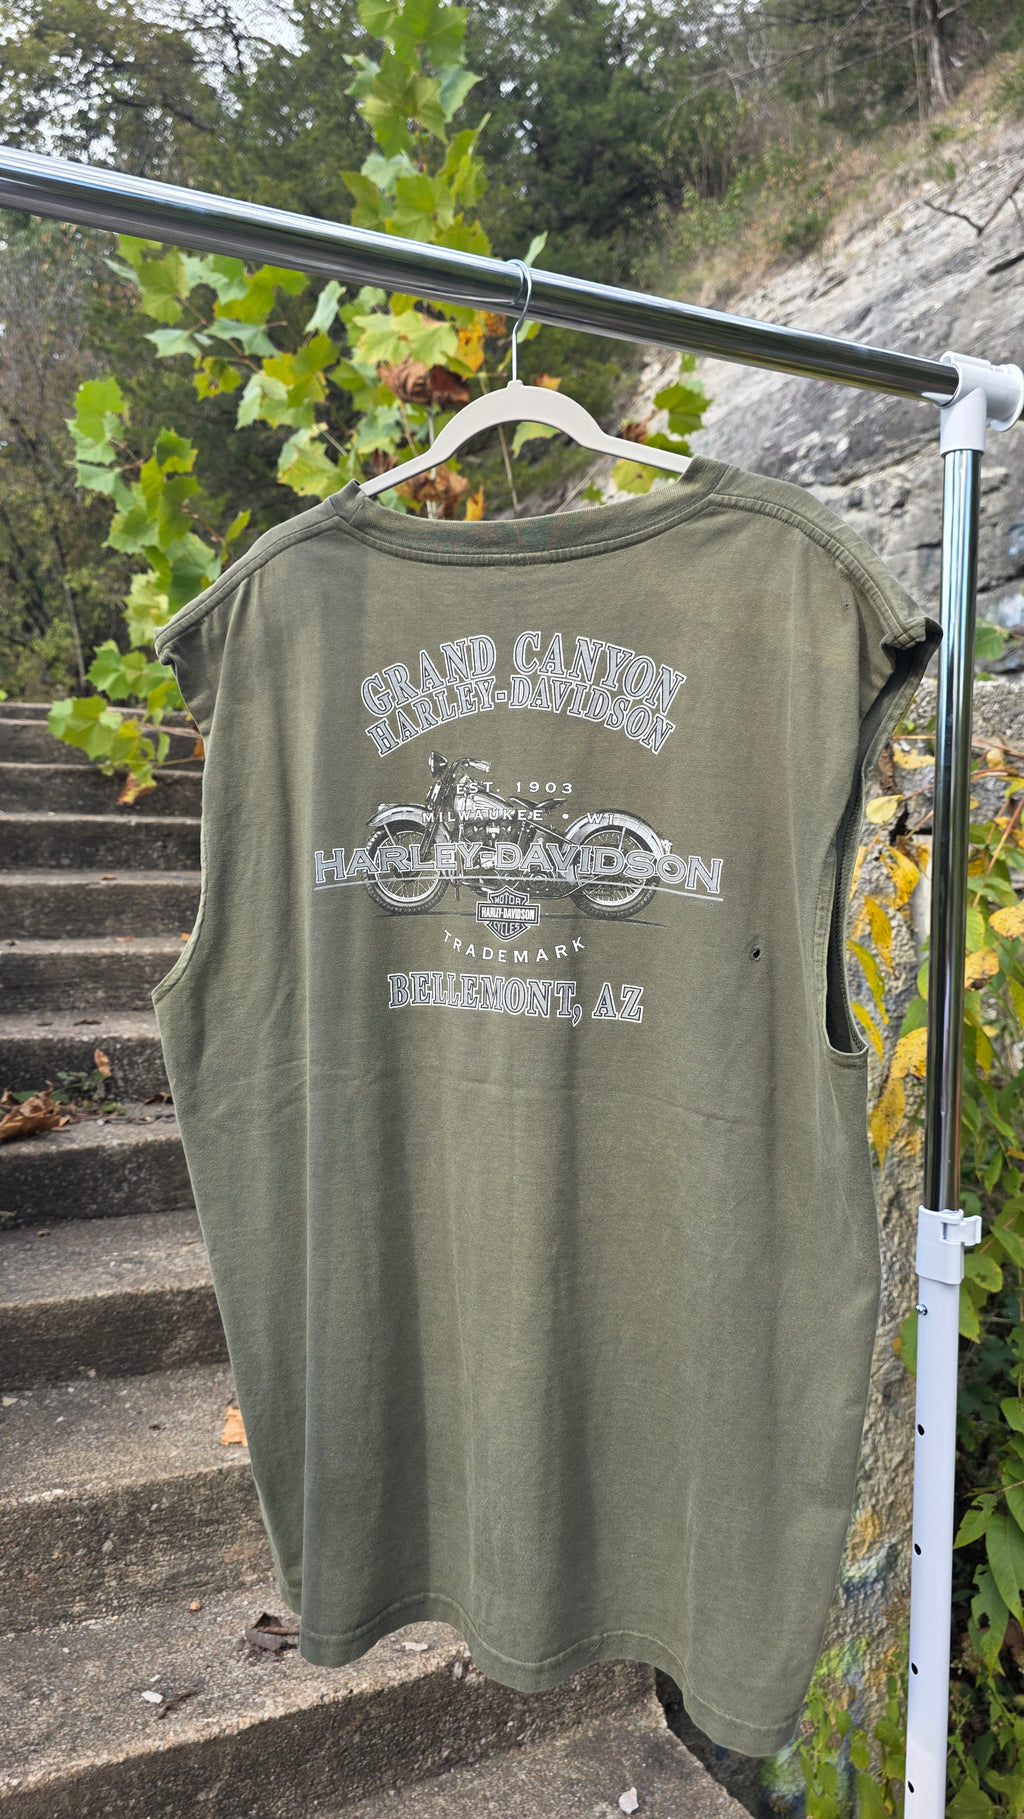 GRAND CANYON
HARLEY-DAVIDSON
EST. 1903
MILWAUKEE • WI
HARLEY-DAVIDSON
MOTOR
HARLEY-DAVIDSON
CYCLES
TRADEMARK
BELLEMONT, AZ